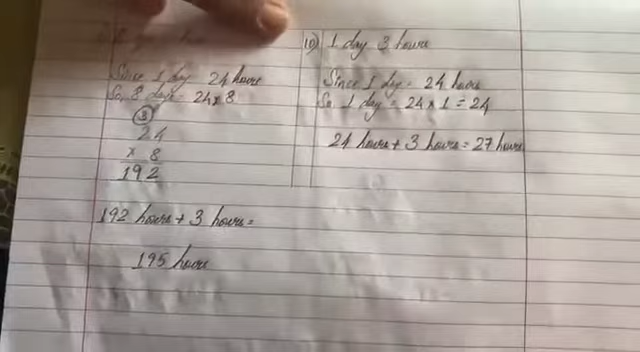 Since 1 day 24 hours
So, 8 days = 24 × 8
3
24
× 8
192
192 hours + 3 hours =
195 hours
10) 1 day 3 hours
Since 1 day = 24 hours
So, 1 day = 24 × 1 = 24
24 hours + 3 hours = 27 hours